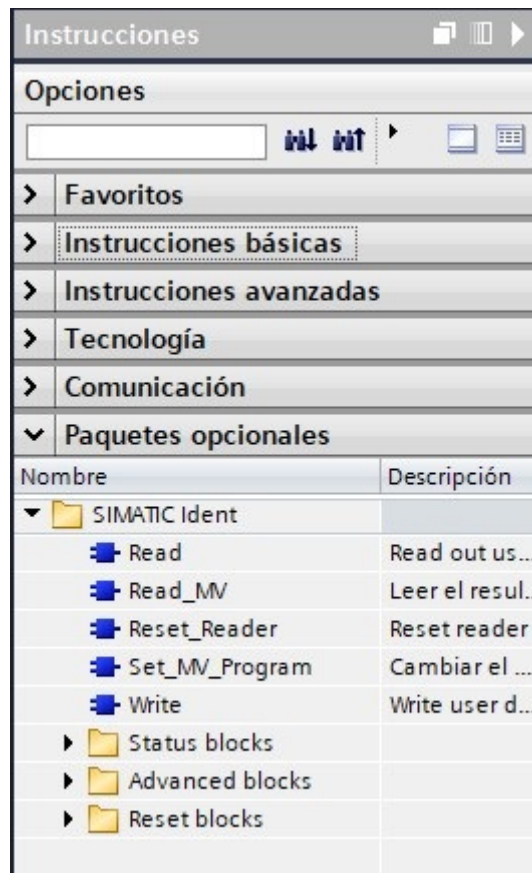 Instrucciones
Opciones
Favoritos
Instrucciones básicas
Instrucciones avanzadas
Tecnología
Comunicación
Paquetes opcionales
Nombre Descripción
SIMATIC Ident
Read Read out us...
Read_MV Leer el resul...
Reset_Reader Reset reader
Set_MV_Program Cambiar el ...
Write Write user d...
Status blocks
Advanced blocks
Reset blocks